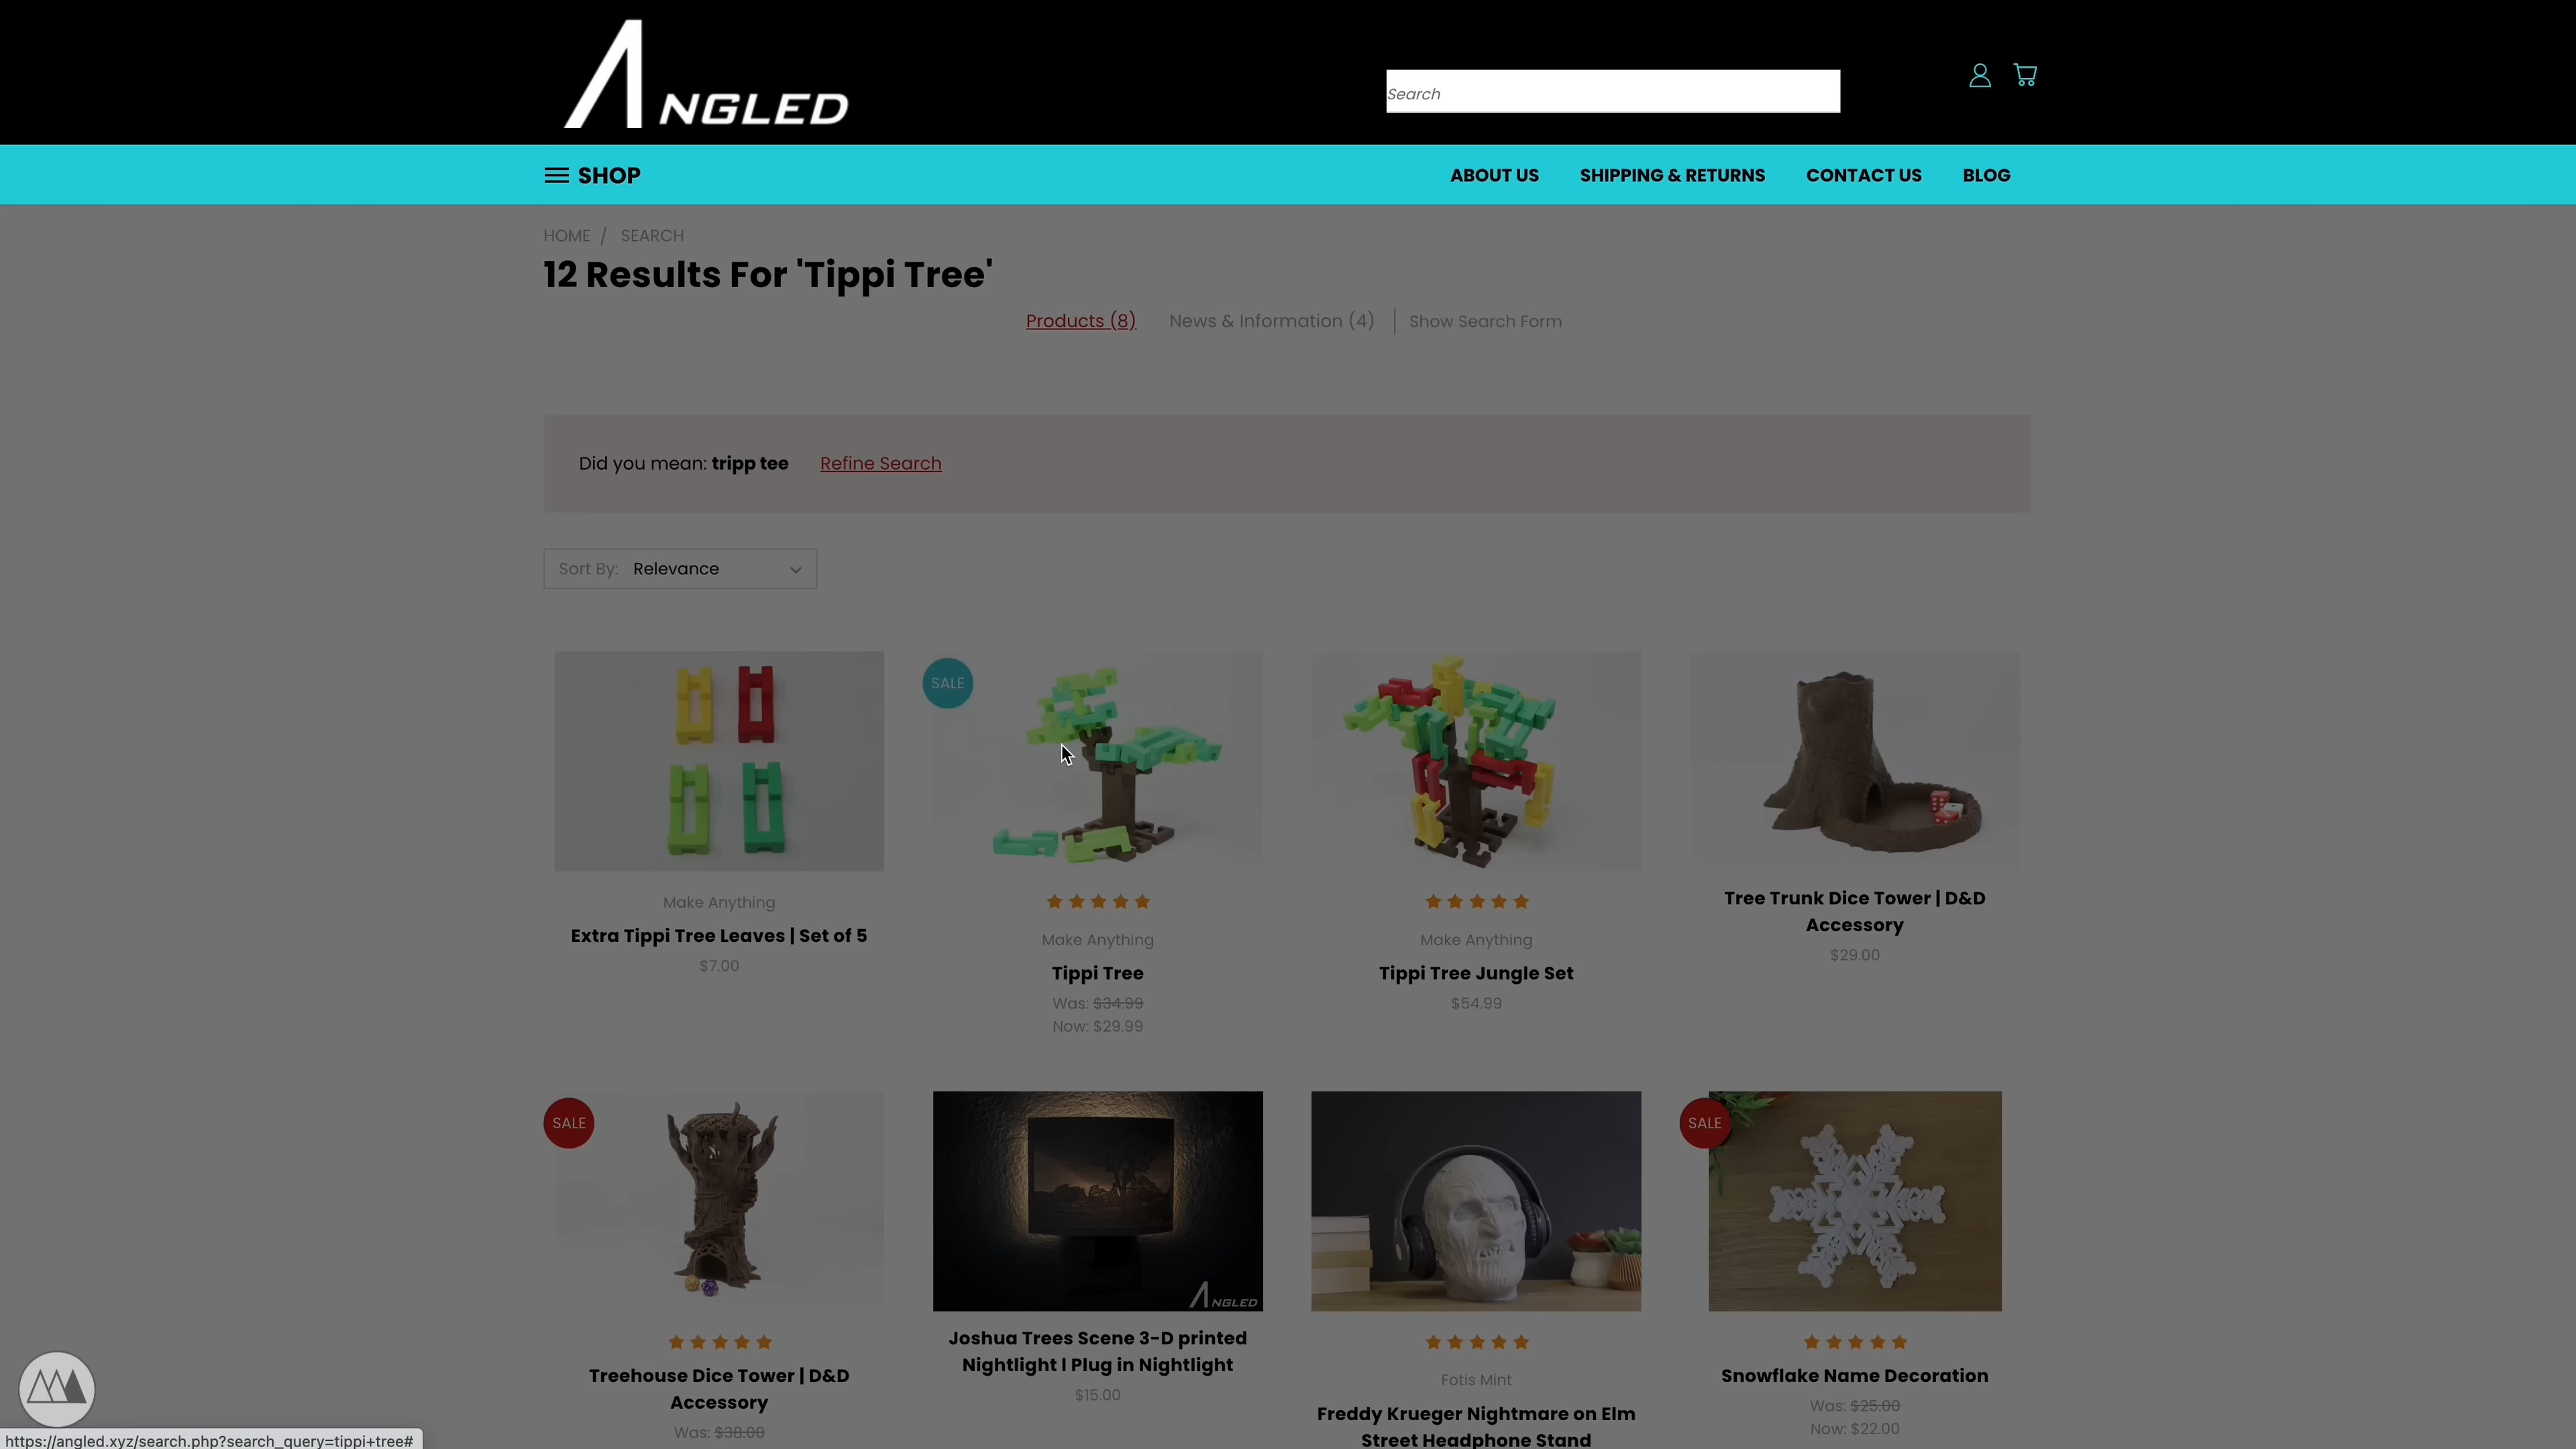 ANGLED
Search
SHOP
ABOUT US
SHIPPING & RETURNS
CONTACT US
BLOG
HOME / SEARCH
12 Results For 'Tippi Tree'
Products (8)
News & Information (4)
Show Search Form
Did you mean: tripp tee
Refine Search
Sort By: Relevance
Make Anything
Extra Tippi Tree Leaves | Set of 5
$7.00
SALE
Make Anything
Tippi Tree
Was: $34.99
Now: $29.99
Make Anything
Tippi Tree Jungle Set
$54.99
Tree Trunk Dice Tower | D&D
Accessory
$29.00
SALE
Treehouse Dice Tower | D&D
Accessory
Was: $38.00
ANGLED
Joshua Trees Scene 3-D printed
Nightlight l Plug in Nightlight
$15.00
Fotis Mint
Freddy Krueger Nightmare on Elm
Street Headphone Stand
SALE
Snowflake Name Decoration
Was: $25.00
Now: $22.00
https://angled.xyz/search.php?search_query=tippi+tree#